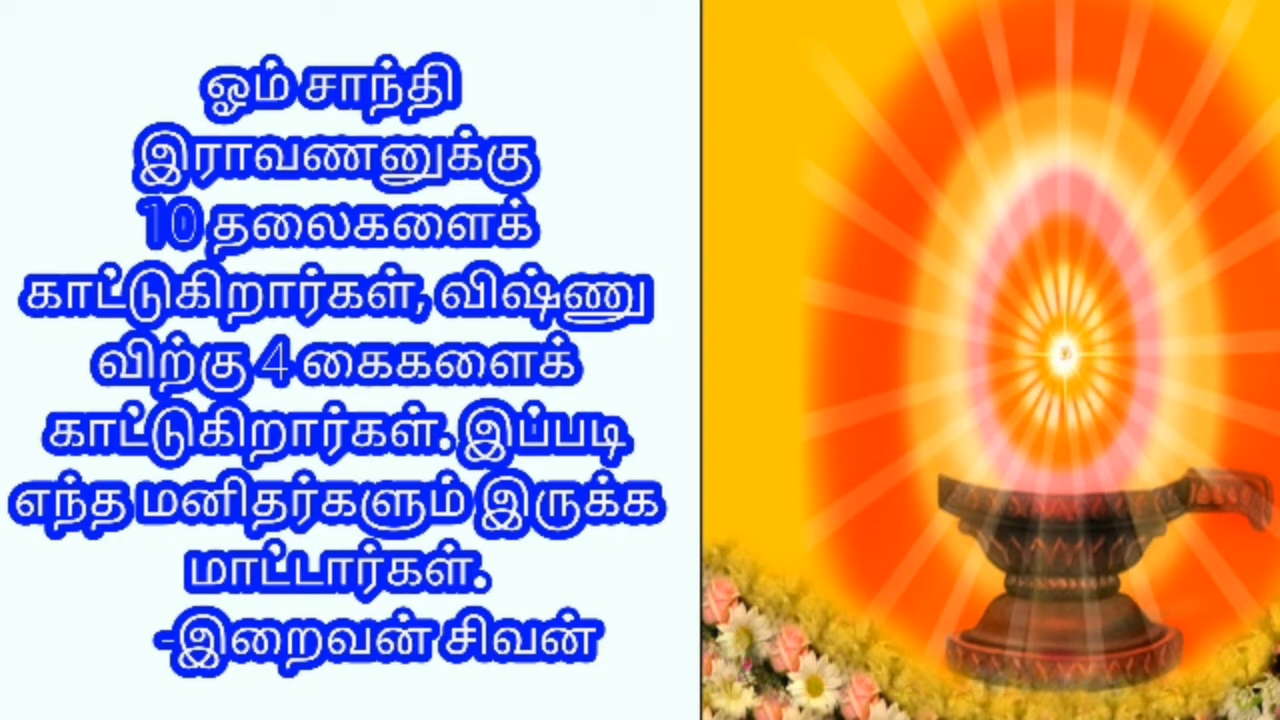 ஓம் சாந்தி
இராவணனுக்கு
10 தலைகளைக்
காட்டுகிறார்கள், விஷ்ணு
விற்கு 4 கைகளைக்
காட்டுகிறார்கள். இப்படி
எந்த மனிதர்களும் இருக்க
மாட்டார்கள்.
-இறைவன் சிவன்